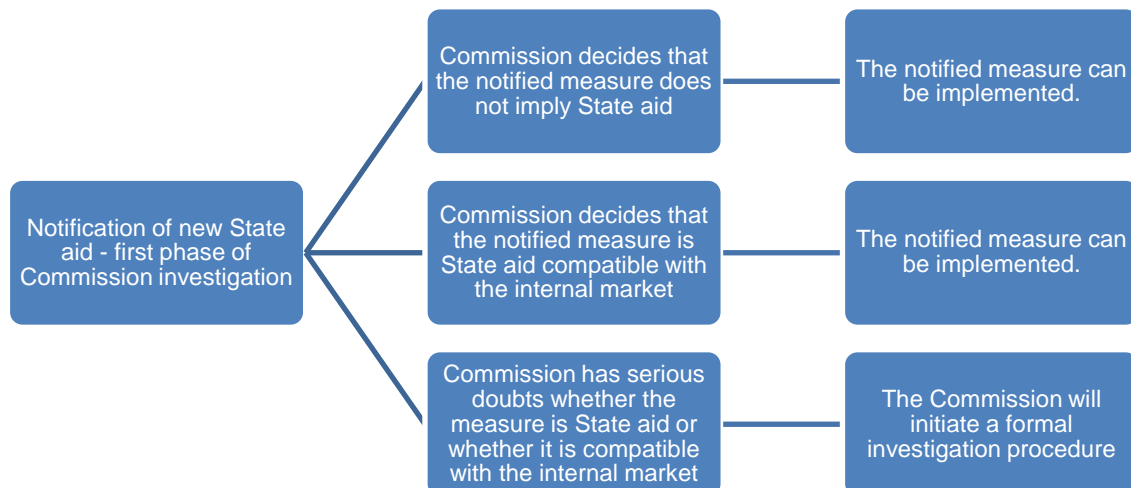 Notification of new State
aid - first phase of
Commission investigation
Commission decides that
the notified measure does
not imply State aid
The notified measure can
be implemented.
Commission decides that
the notified measure is
State aid compatible with
the internal market
The notified measure can
be implemented.
Commission has serious
doubts whether the
measure is State aid or
whether it is compatible
with the internal market
The Commission will
initiate a formal
investigation procedure